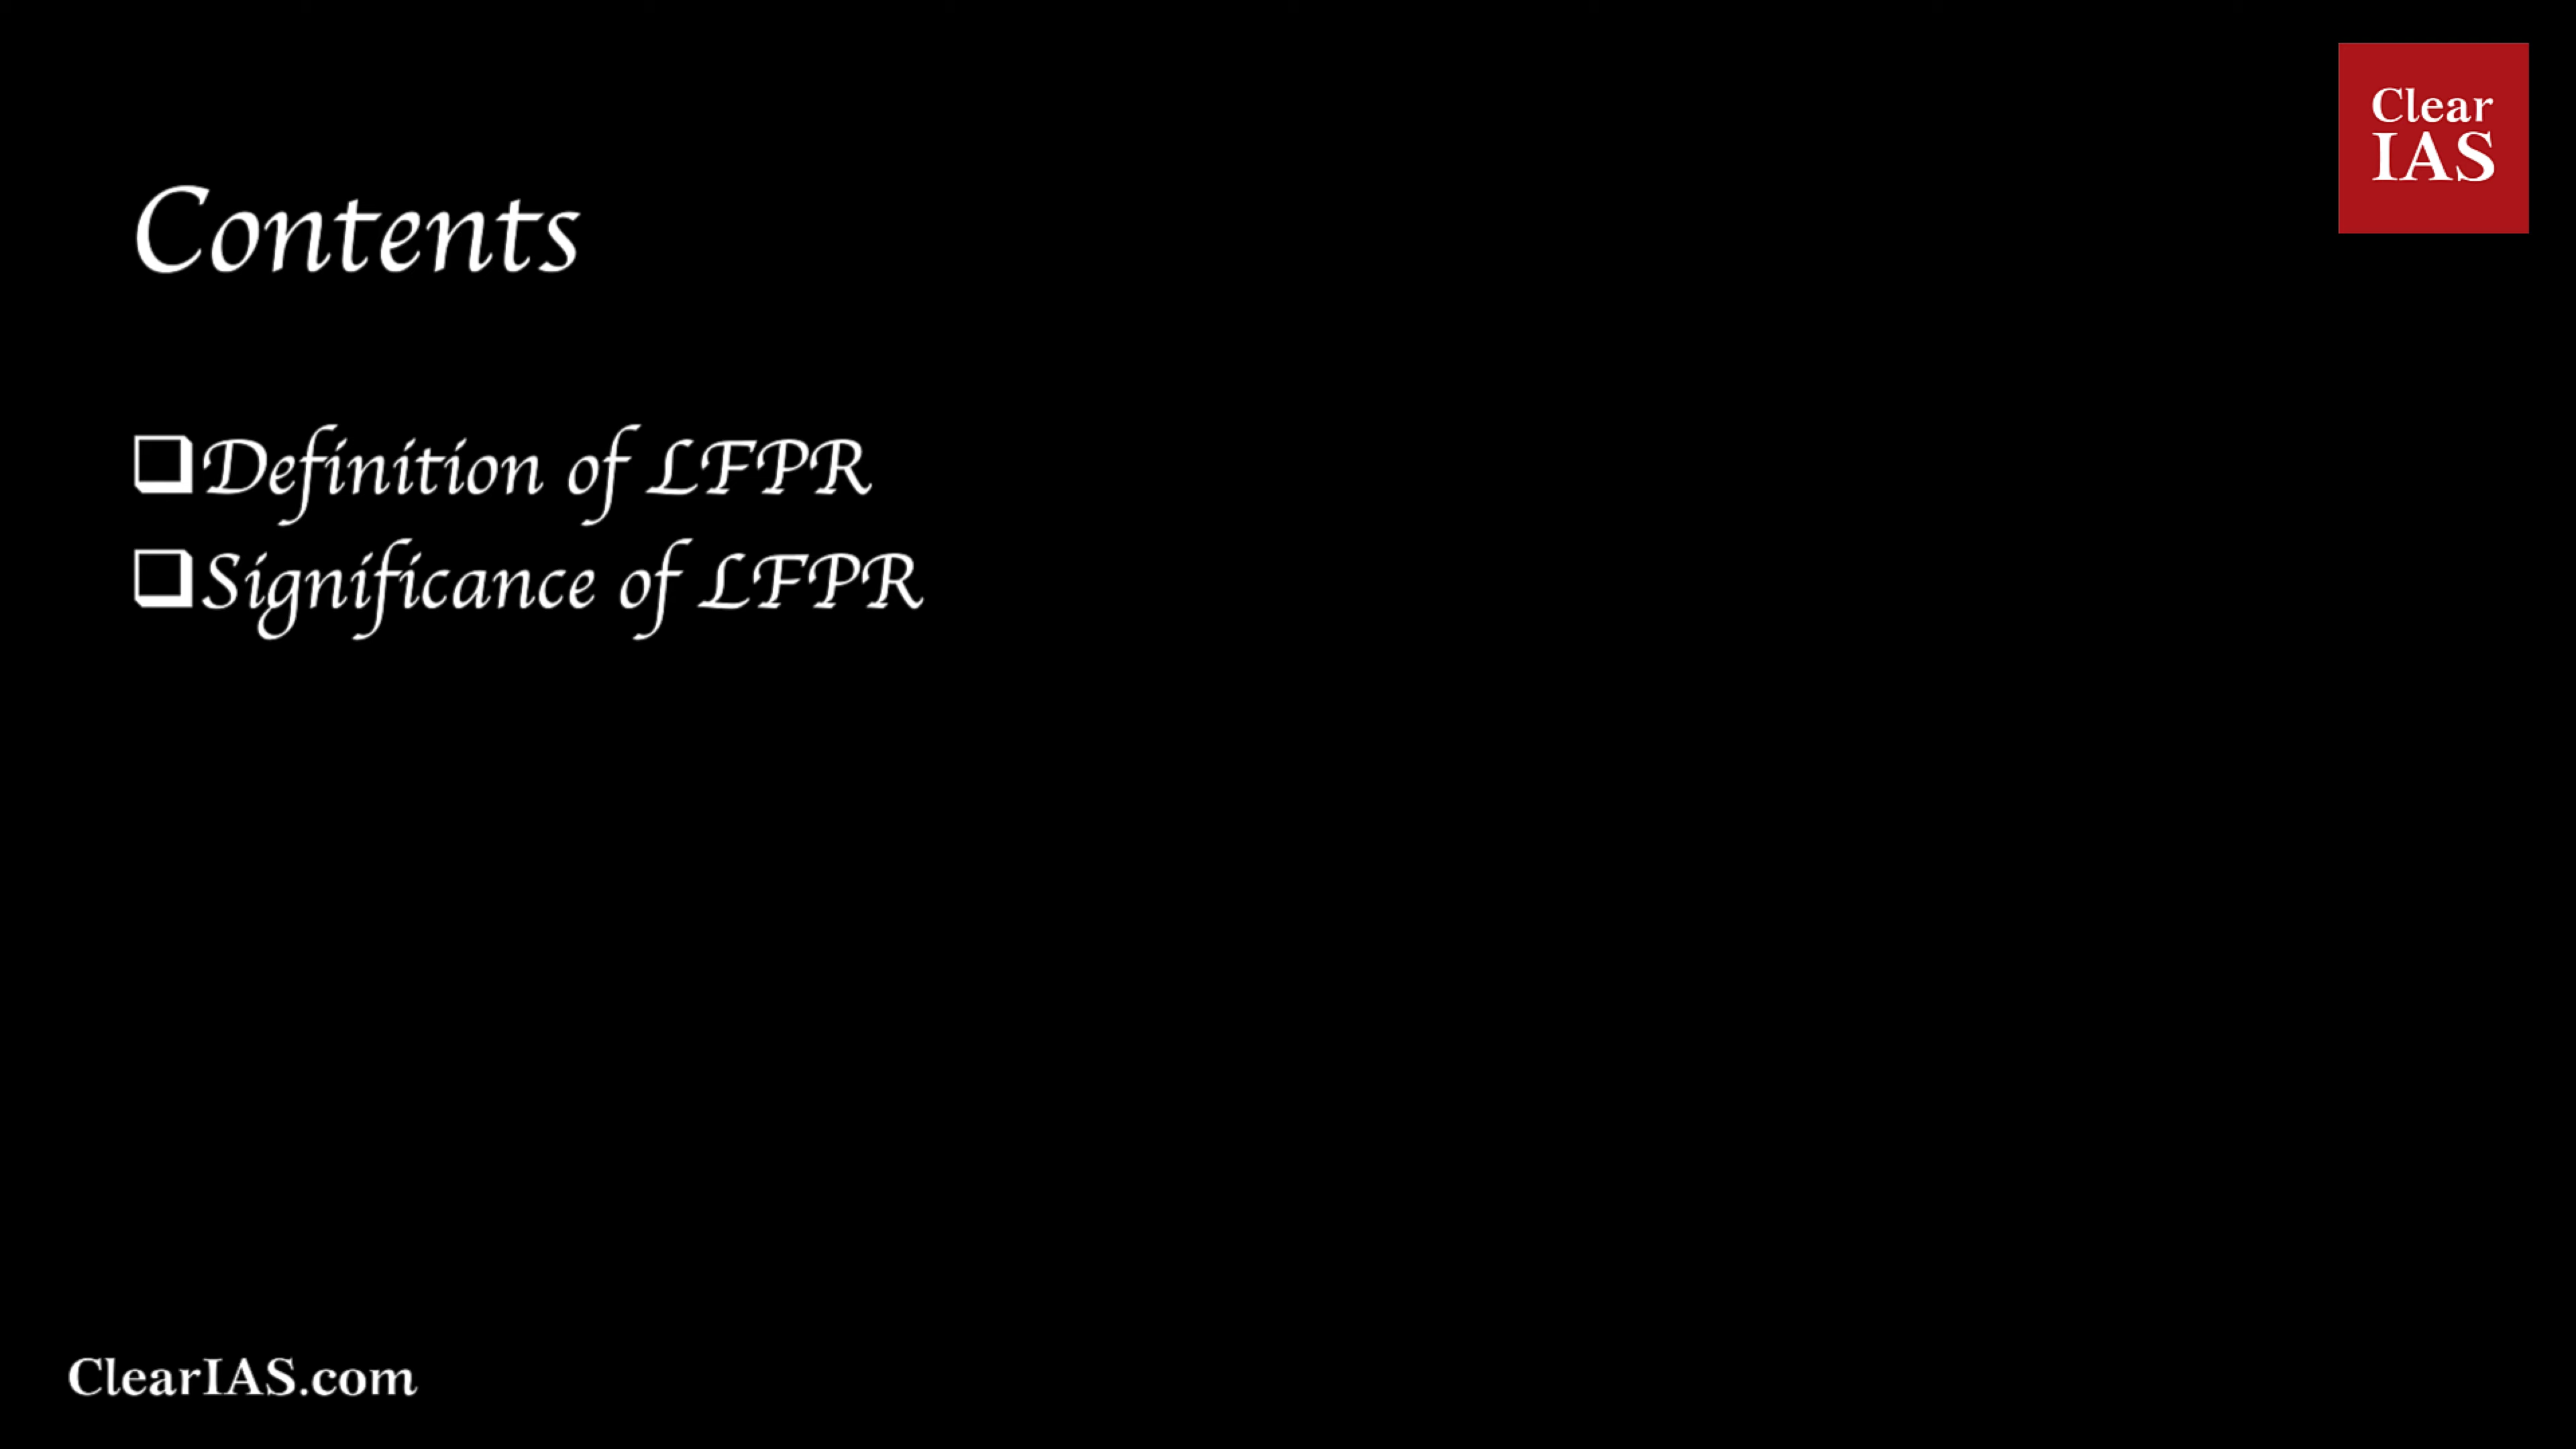 Clear
IAS
Contents
Definition of LFPR
Significance of LFPR
ClearIAS.com